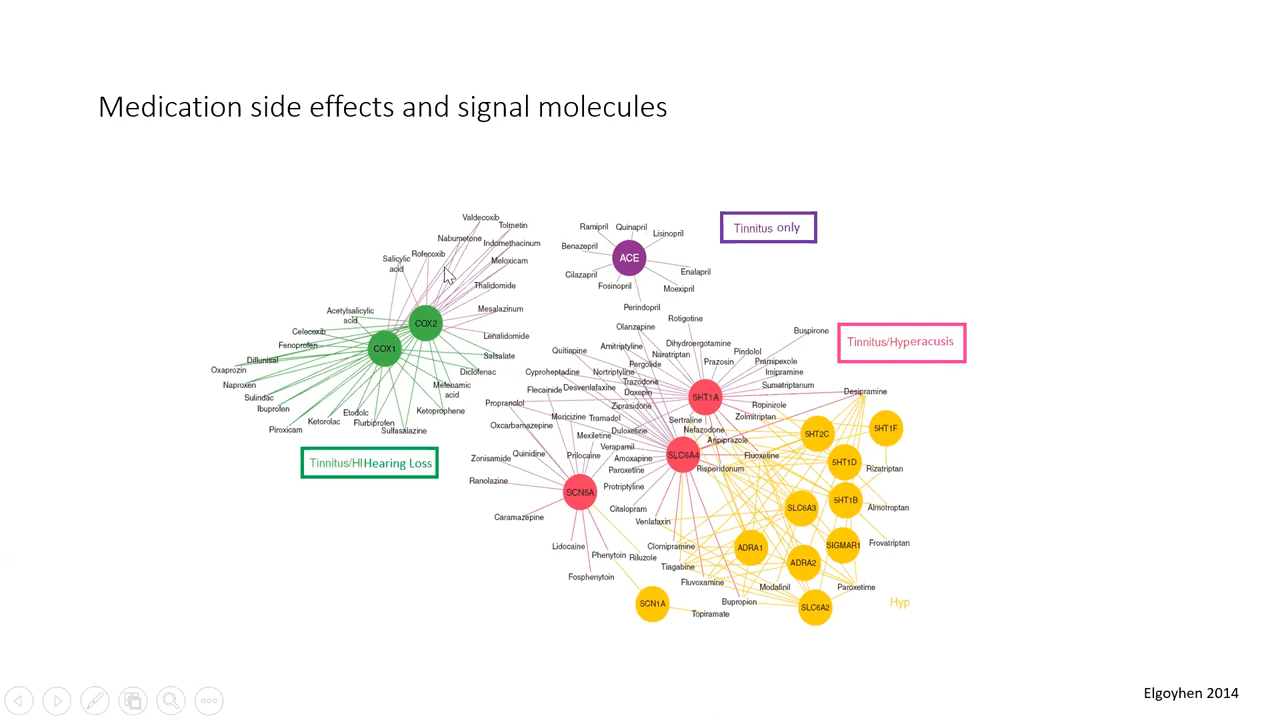 Medication side effects and signal molecules
Valdecoxib
Tolmetin
Nabumetone
Indomethacinum
Rofecoxib
Salicylic
acid
Meloxicam
Thalidomide
Acetylsalicylic
acid
Mesalazinum
COX2
Celecoxib
Lenalidomide
Fenoprofen
COX1
Salsalate
Diflunisal
Oxaprozin
Diclofenac
Naproxen
Mefenamic
acid
Sulindac
Ibuprofen
Etodolc
Ketoprophene
Ketorolac
Flurbiprofen
Piroxicam
Sulfasalazine
Tinnitus/HI Hearing Loss
Ramipril
Quinapril
Lisinopril
Benazepril
ACE
Cilazapril
Enalapril
Fosinopril
Moexipril
Perindopril
Tinnitus only
Rotigotine
Olanzapine
Buspirone
Tinnitus/Hyperacusis
Amitriptyline
Dihydroergotamine
Quitiapine
Naratriptan
Pindolol
Pergolide
Prazosin
Pramipexole
Cyproheptadine
Nortriptyline
Imipramine
Trazodone
Sumatriptanum
Flecainide
Desvenlafaxine
Doxepin
Desipramine
Propranolol
Ziprasidone
5HT1A
Ropinirole
Moricizine
Tramadol
Zolmitriptan
Oxcarbamazepine
Sertraline
Duloxetine
Nefazodone
5HT2C
5HT1F
Mexiletine
Aripiprazole
Verapamil
Quinidine
Prilocaine
Amoxapine
SLC6A4
Fluoxetine
Zonisamide
Paroxetine
Risperidonum
5HT1D
Rizatriptan
Ranolazine
Protriptyline
SCN5A
5HT1B
Citalopram
SLC6A3
Almotroptan
Caramazepine
Venlafaxin
Lidocaine
Clomipramine
ADRA1
SIGMAR1
Frovatriptan
Phenytoin
Riluzole
Tiagabine
ADRA2
Fosphenytoin
Fluvoxamine
Modafinil
Paroxetime
SCN1A
Bupropion
SLC6A2
Hyp
Topiramate
Elgoyhen 2014